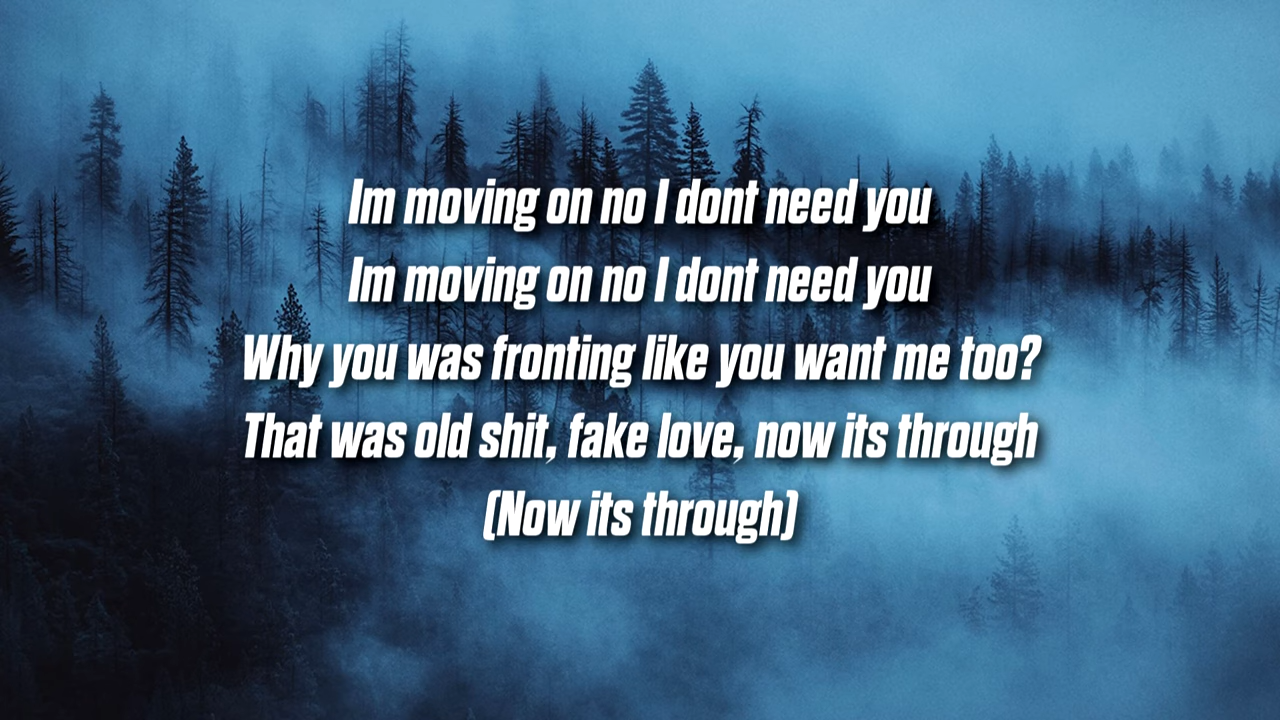 Im moving on no I dont need you
Im moving on no I dont need you
Why you was fronting like you want me too?
That was old shit, fake love, now its through
(Now its through)